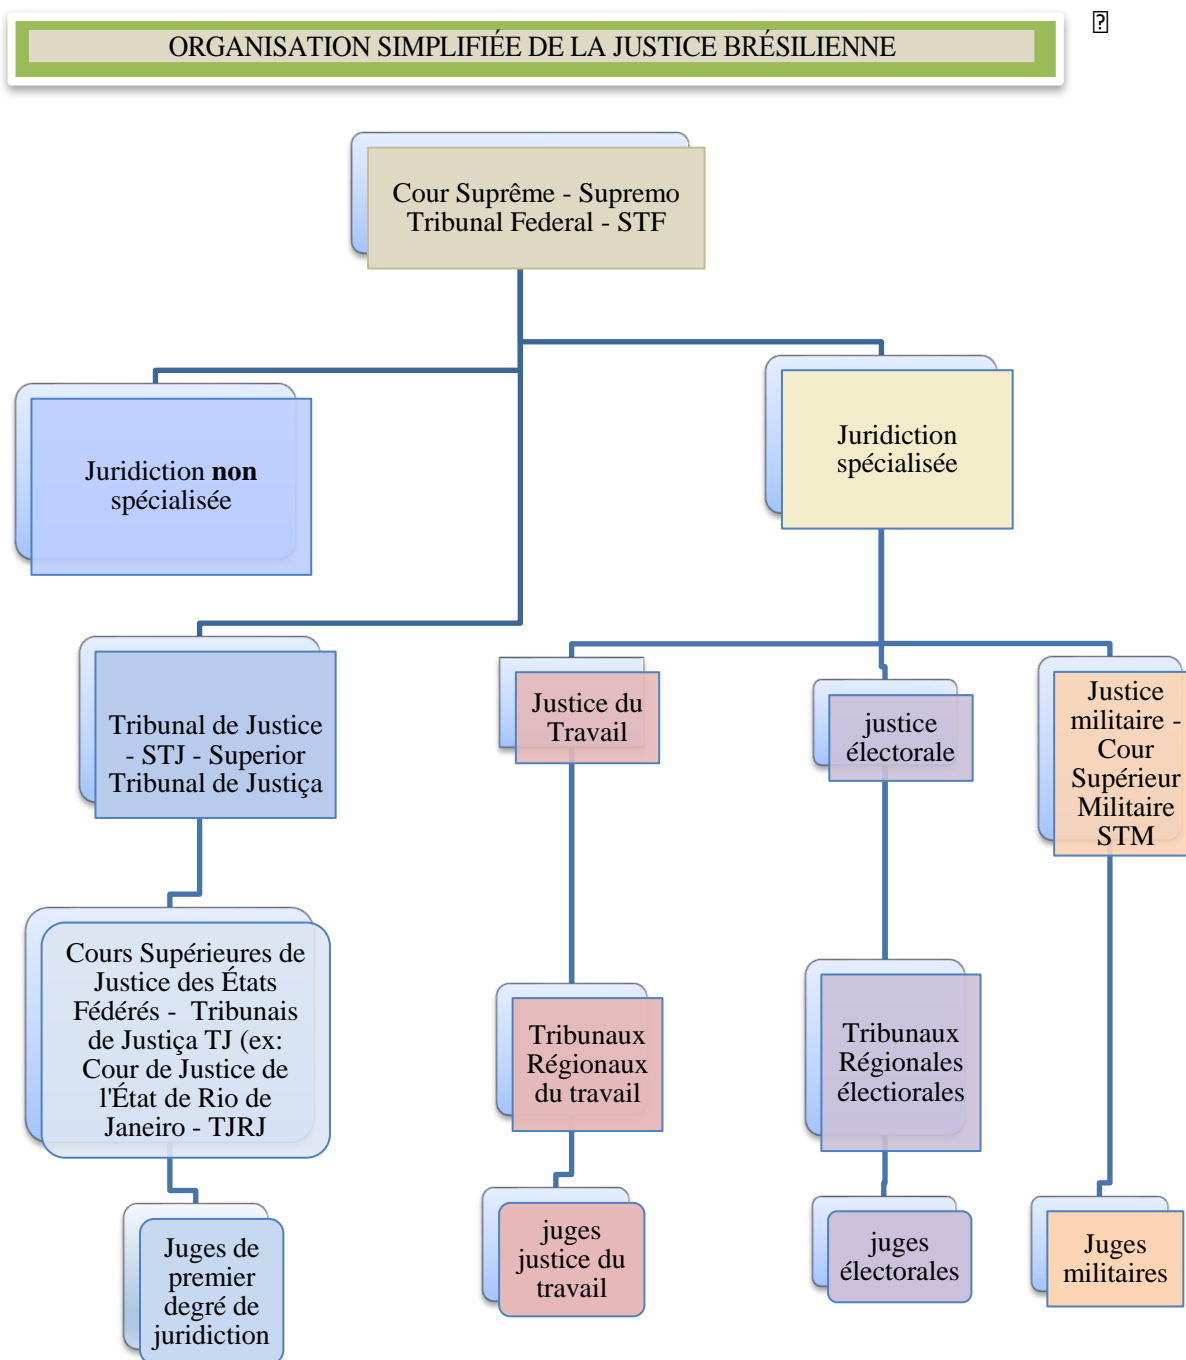 ORGANISATION SIMPLIFIÉE DE LA JUSTICE BRÉSILIENNE
Cour Suprême - Supremo
Tribunal Federal - STF
Juridiction non
spécialisée
Juridiction
spécialisée
Tribunal de Justice
- STJ - Superior
Tribunal de Justiça
Justice du
Travail
justice
électorale
Justice
militaire -
Cour
Supérieur
Militaire
STM
Cours Supérieures de
Justice des États
Fédérés - Tribunais
de Justiça TJ (ex:
Cour de Justice de
l'État de Rio de
Janeiro - TJRJ
Tribunaux
Régionaux
du travail
Tribunaux
Régionales
électiorales
Juges de
premier
degré de
juridiction
juges
justice du
travail
juges
électorales
Juges
militaires